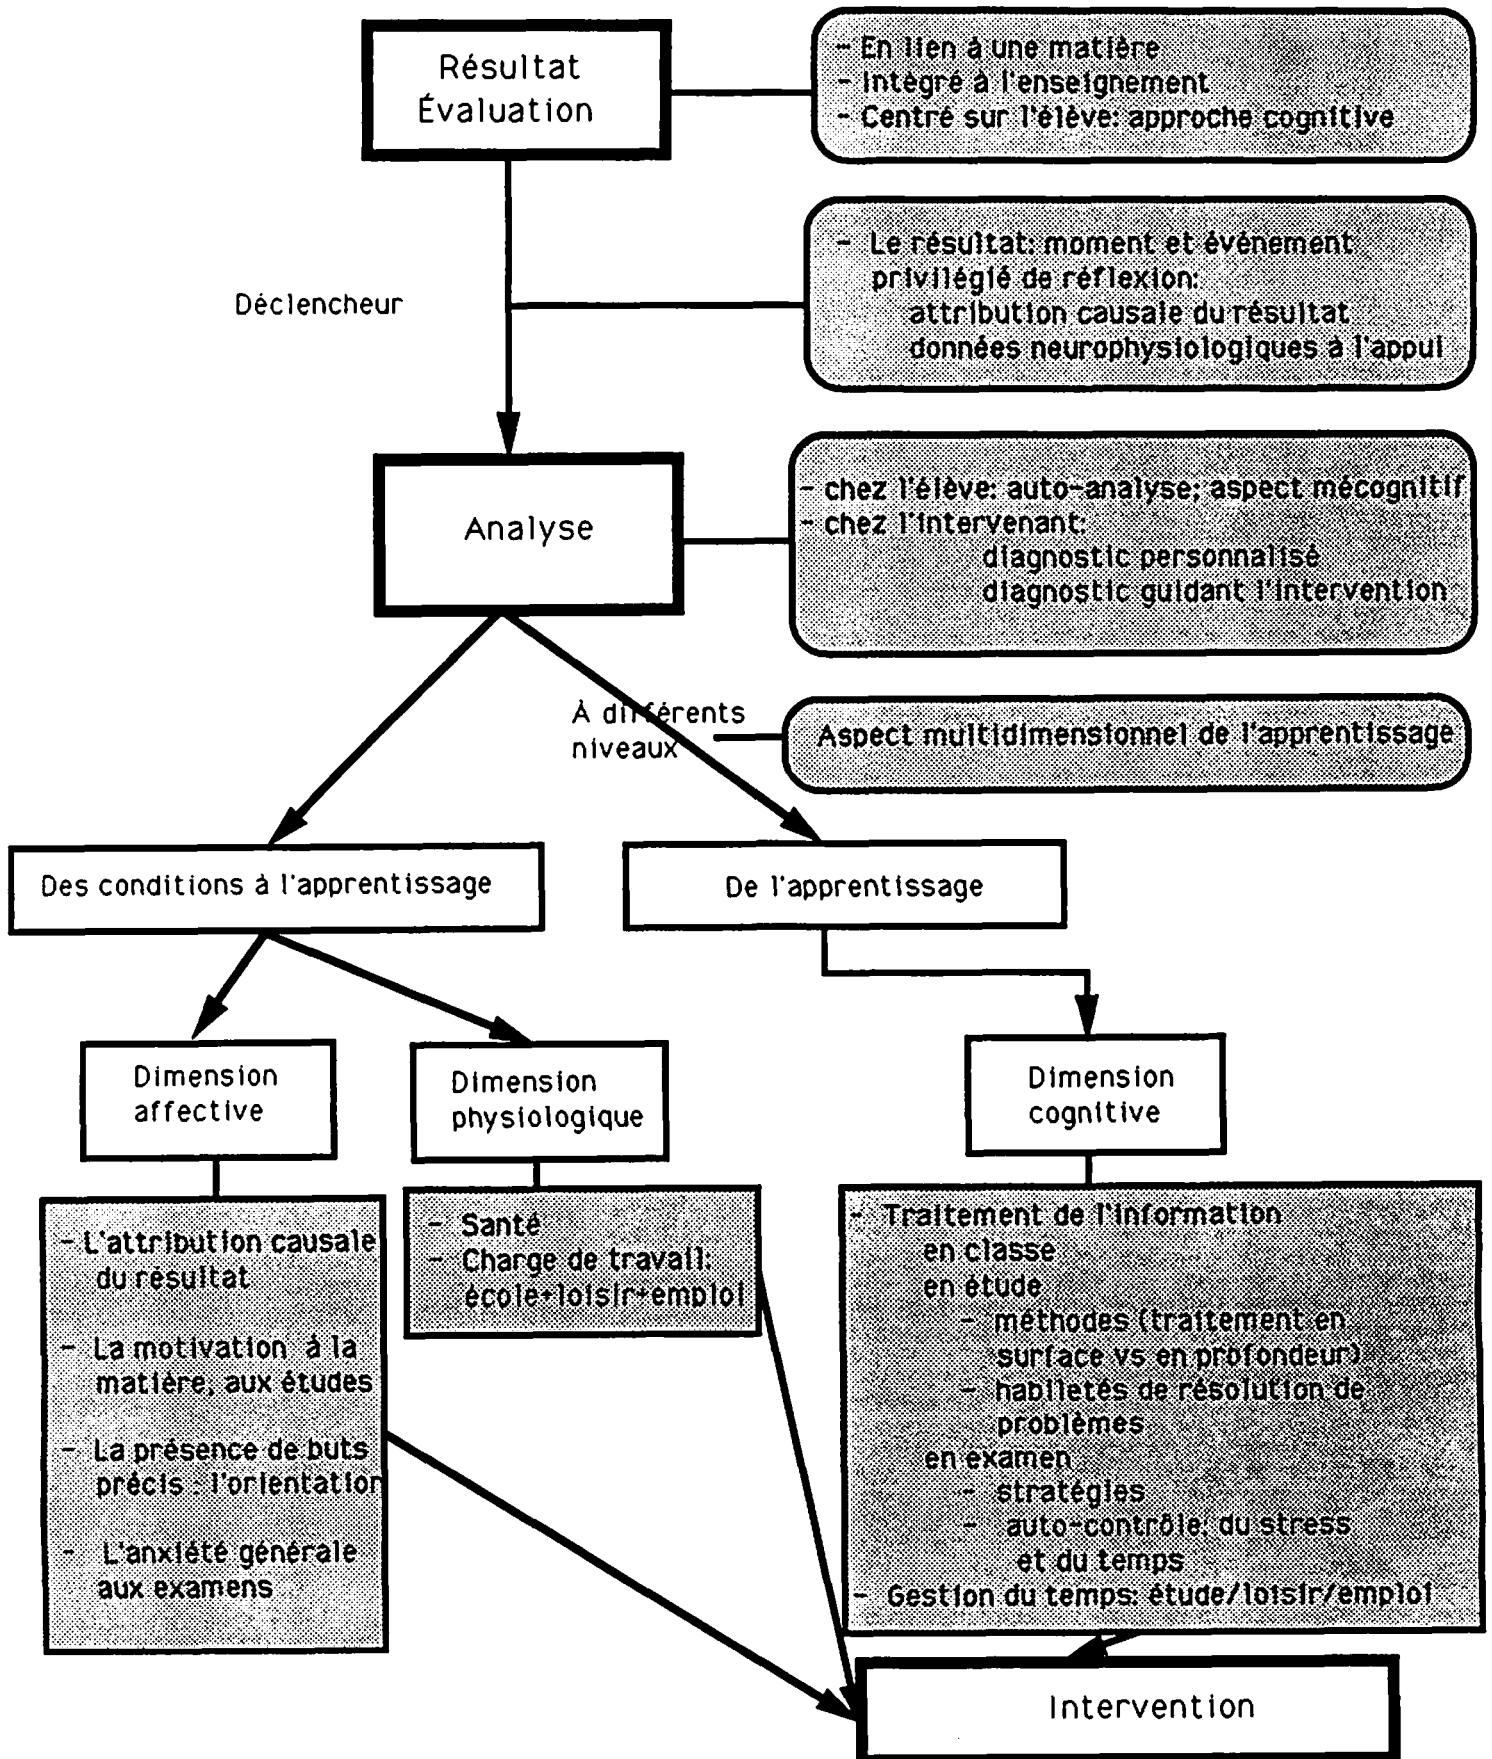 Résultat
Évaluation
- En lien à une matière
- Intégré à l'enseignement
- Centré sur l'élève: approche cognitive
Déclencheur
- Le résultat: moment et événement
privilégié de réflexion:
attribution causale du résultat
données neurophysiologiques à l'appui
Analyse
- chez l'élève: auto-analyse; aspect mécognitif
- chez l'intervenant:
diagnostic personnalisé
diagnostic guidant l'intervention
À différents
niveaux
Aspect multidimensionnel de l'apprentissage
Des conditions à l'apprentissage
De l'apprentissage
Dimension
affective
Dimension
physiologique
Dimension
cognitive
- L'attribution causale
du résultat
- La motivation à la
matière, aux études
- La présence de buts
précis : l'orientation
- L'anxiété générale
aux examens
- Santé
- Charge de travail:
école+loisir+emploi
- Traitement de l'information
en classe
en étude
- méthodes (traitement en
surface vs en profondeur)
- habiletés de résolution de
problèmes
en examen
- stratégies
- auto-contrôle: du stress
et du temps
- Gestion du temps: étude/loisir/emploi
Intervention